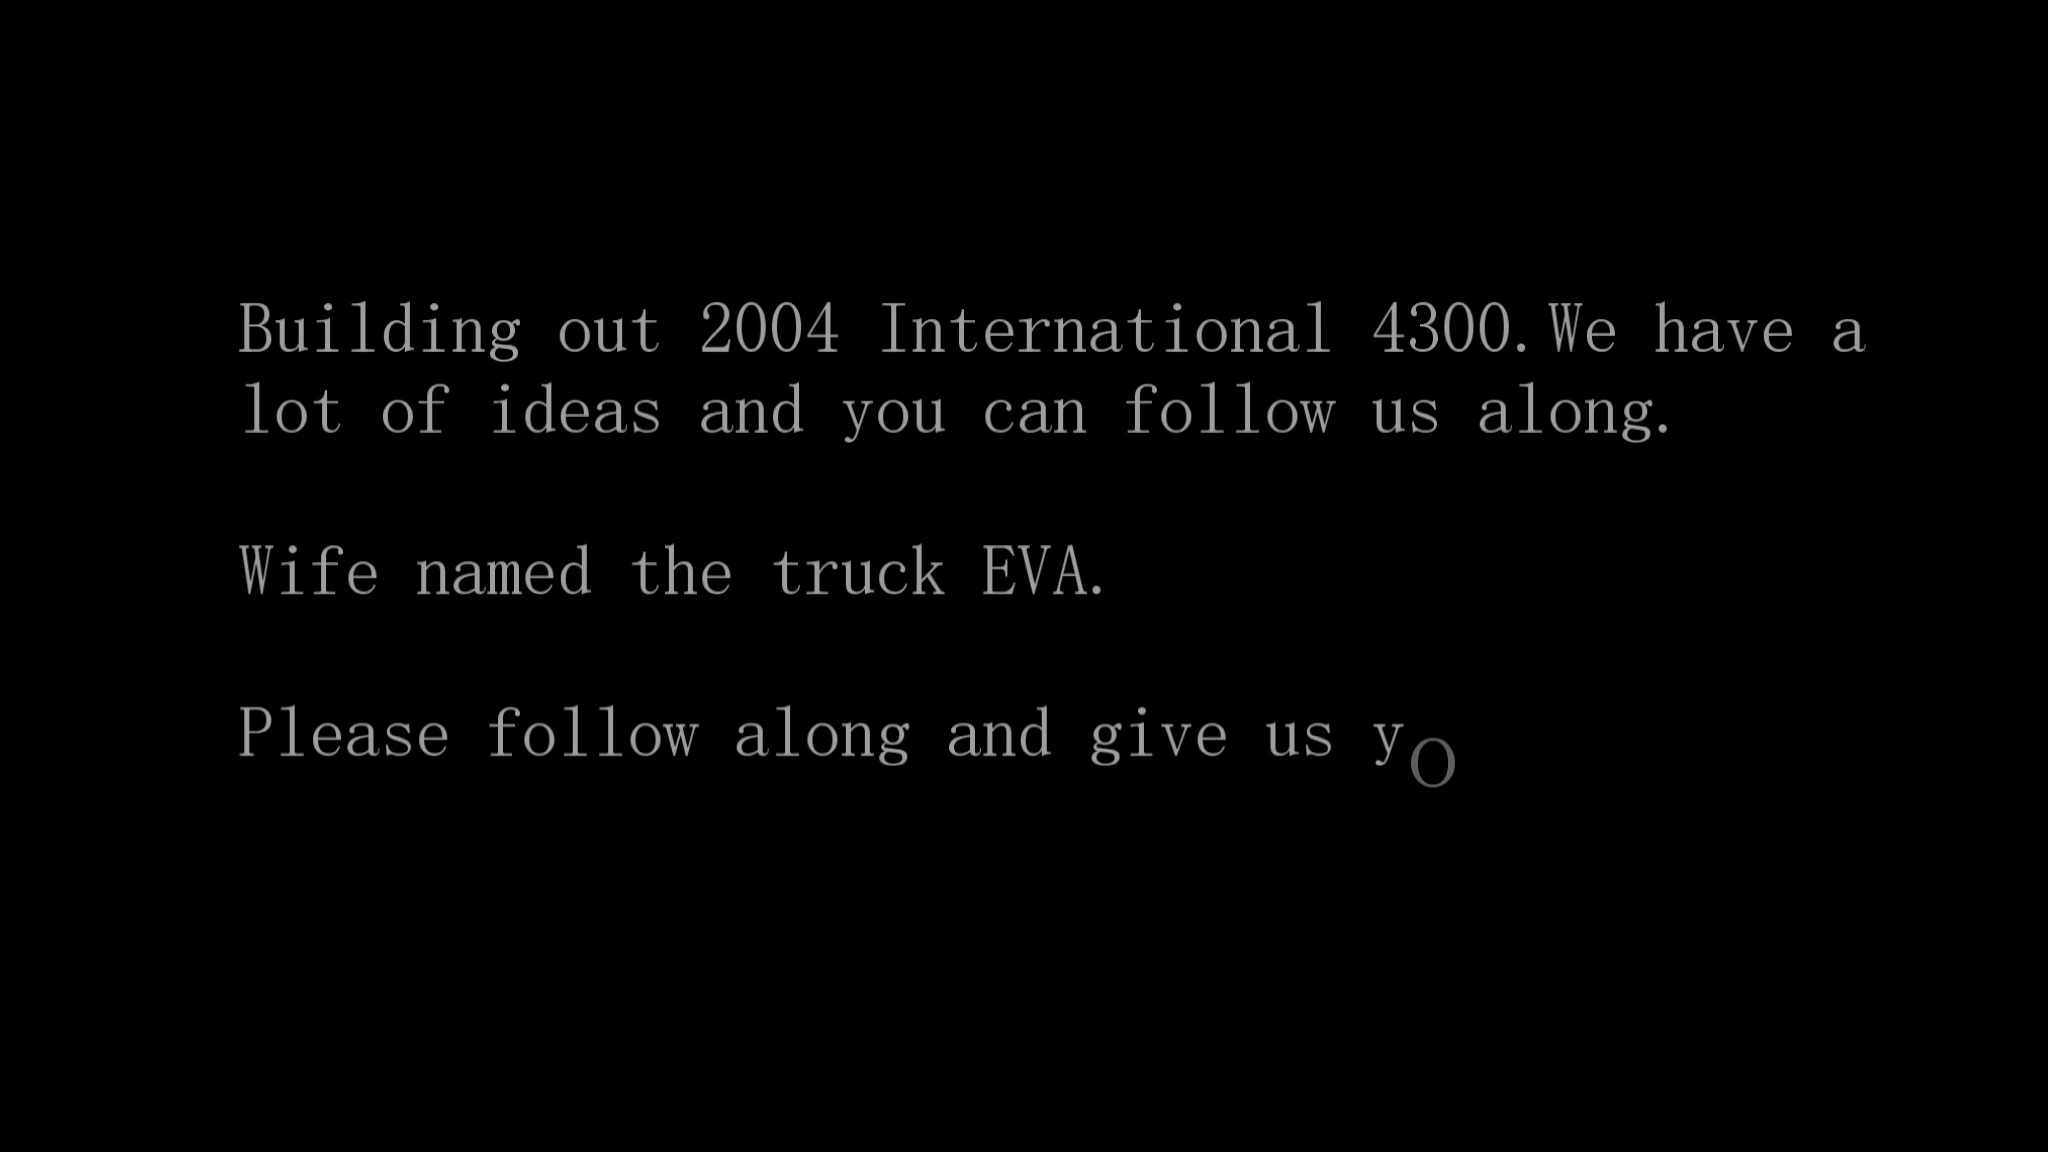 Building out 2004 International 4300.We have a
lot of ideas and you can follow us along.
Wife named the truck EVA.
Please follow along and give us yo